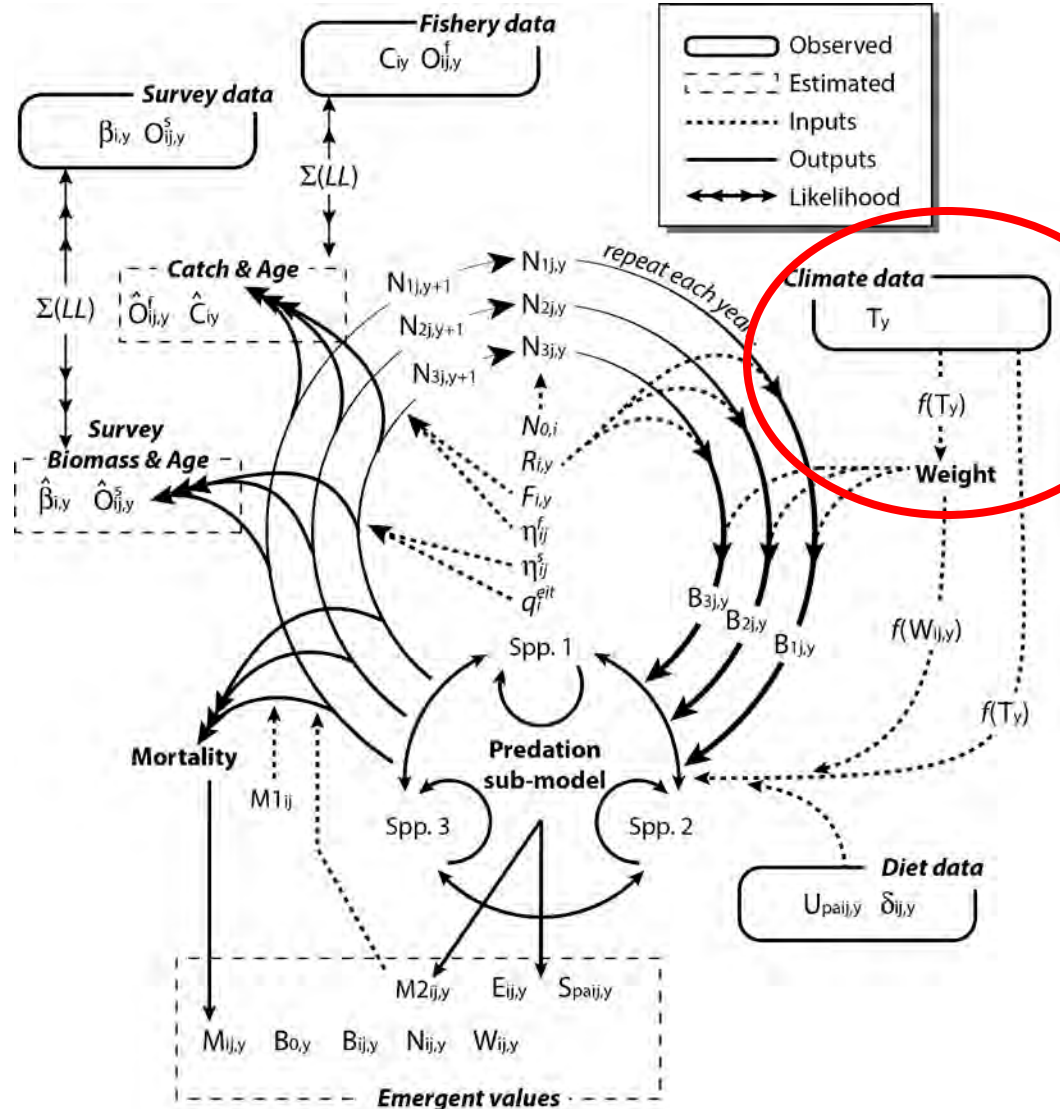 Fishery data
C_iy O^f_ij,y
Survey data
β_i,y O^s_ij,y
Σ(LL)
Σ(LL)
Observed
Estimated
Inputs
Outputs
Likelihood
Catch & Age
Ô^f_ij,y Ĉ_iy
Survey
Biomass & Age
β̂_i,y Ô^s_ij,y
N_1j,y+1
N_2j,y+1
N_3j,y+1
N_1j,y
N_2j,y
N_3j,y
repeat each year
N_0,i
R_i,y
F_i,y
η^f_ij
η^s_ij
q^eit_i
Climate data
T_y
f(T_y)
Weight
f(W_ij,y)
f(T_y)
B_3j,y
B_2j,y
B_1j,y
Spp. 1
Predation
sub-model
Spp. 3
Spp. 2
Mortality
M1_ij
Diet data
U_paij,y δ_ij,y
M2_ij,y E_ij,y S_paij,y
M_ij,y B_0,y B_ij,y N_ij,y W_ij,y
Emergent values